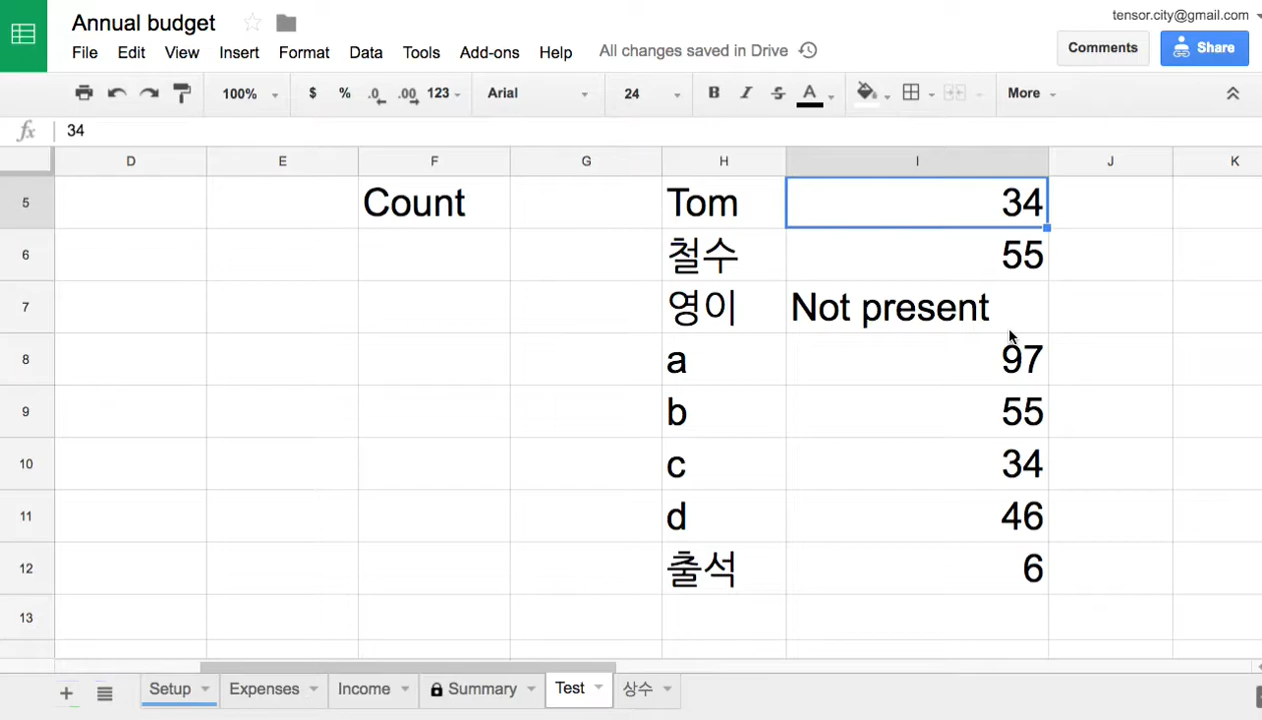 Annual budget
tensor.city@gmail.com
File Edit View Insert Format Data Tools Add-ons Help All changes saved in Drive
Comments Share
100% $ % .0 .00 123 Arial 24 B I S A More
fx 34
D E F G H I J K
5 Count Tom 34
6 철수 55
7 영이 Not present
8 a 97
9 b 55
10 c 34
11 d 46
12 출석 6
13
+ Setup Expenses Income Summary Test 상수